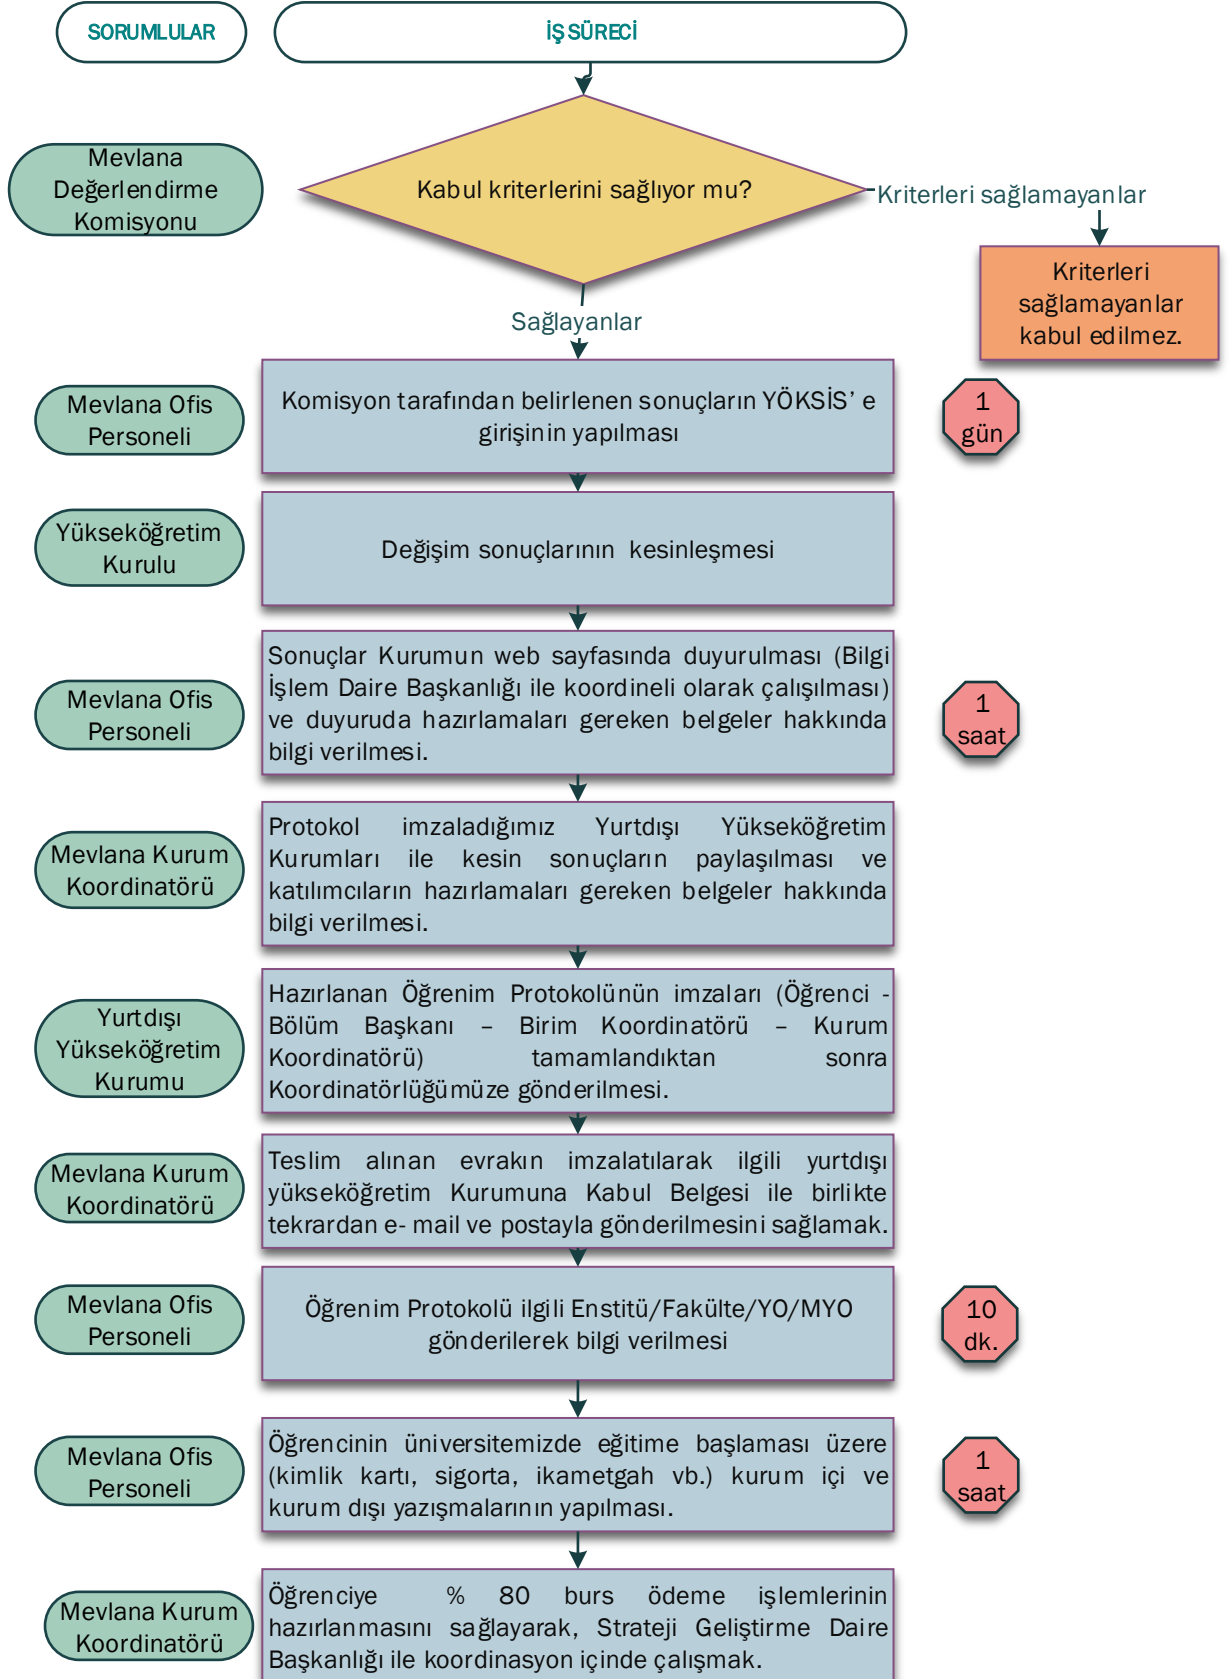 SORUMLULAR
İŞ SÜRECİ
Mevlana
Değerlendirme
Komisyonu
Kabul kriterlerini sağlıyor mu?
Kriterleri sağlamayanlar
Kriterleri
sağlamayanlar
kabul edilmez.
Sağlayanlar
Mevlana Ofis
Personeli
Komisyon tarafından belirlenen sonuçların YÖKSİS’ e
girişinin yapılması
1
gün
Yükseköğretim
Kurulu
Değişim sonuçlarının kesinleşmesi
Mevlana Ofis
Personeli
Sonuçlar Kurumun web sayfasında duyurulması (Bilgi
İşlem Daire Başkanlığı ile koordineli olarak çalışılması)
ve duyuruda hazırlamaları gereken belgeler hakkında
bilgi verilmesi.
1
saat
Mevlana Kurum
Koordinatörü
Protokol imzaladığımız Yurtdışı Yükseköğretim
Kurumları ile kesin sonuçların paylaşılması ve
katılımcıların hazırlamaları gereken belgeler hakkında
bilgi verilmesi.
Yurtdışı
Yükseköğretim
Kurumu
Hazırlanan Öğrenim Protokolünün imzaları (Öğrenci -
Bölüm Başkanı – Birim Koordinatörü – Kurum
Koordinatörü) tamamlandıktan sonra
Koordinatörlüğümüze gönderilmesi.
Mevlana Kurum
Koordinatörü
Teslim alınan evrakın imzalatılarak ilgili yurtdışı
yükseköğretim Kurumuna Kabul Belgesi ile birlikte
tekrardan e- mail ve postayla gönderilmesini sağlamak.
Mevlana Ofis
Personeli
Öğrenim Protokolü ilgili Enstitü/Fakülte/YO/MYO
gönderilerek bilgi verilmesi
10
dk.
Mevlana Ofis
Personeli
Öğrencinin üniversitemizde eğitime başlaması üzere
(kimlik kartı, sigorta, ikametgah vb.) kurum içi ve
kurum dışı yazışmalarının yapılması.
1
saat
Mevlana Kurum
Koordinatörü
Öğrenciye % 80 burs ödeme işlemlerinin
hazırlanmasını sağlayarak, Strateji Geliştirme Daire
Başkanlığı ile koordinasyon içinde çalışmak.